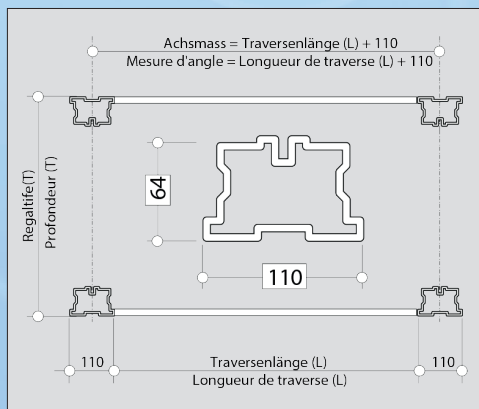 Achsmass = Traversenlänge (L) + 110
Mesure d'angle = Longueur de traverse (L) + 110
Regaltife(T)
Profondeur (T)
64
110
110
Traversenlänge (L)
Longueur de traverse (L)
110